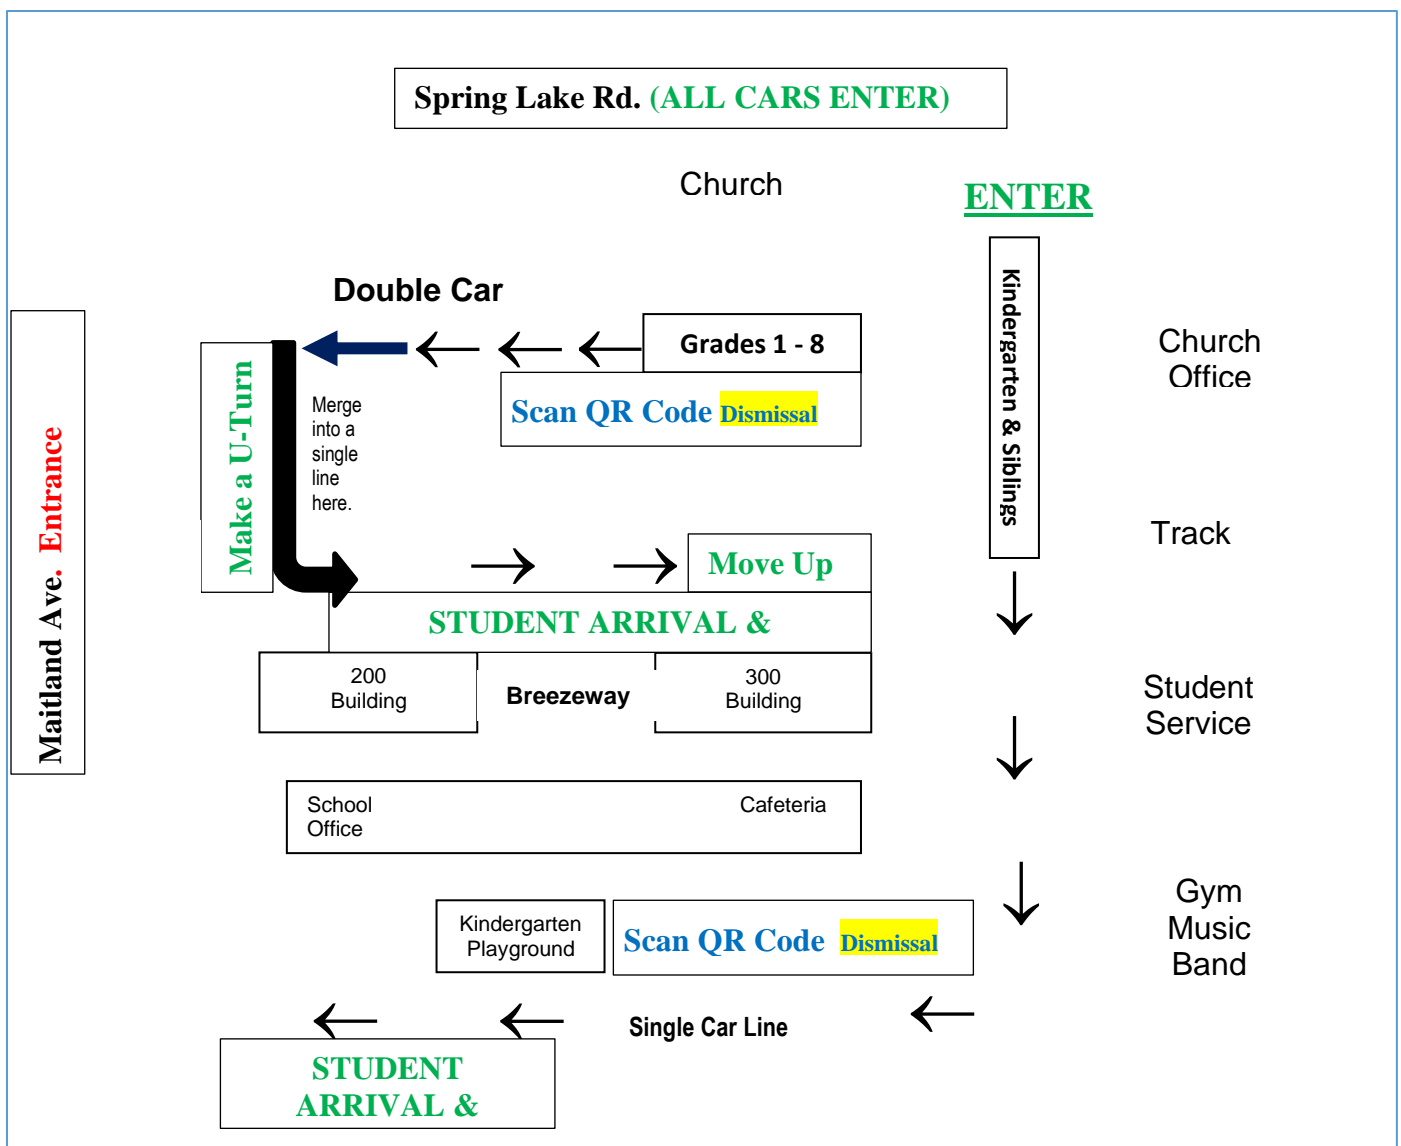 Spring Lake Rd. (ALL CARS ENTER)
Church
ENTER
Double Car
Grades 1 - 8
Scan QR Code Dismissal
Kindergarten & Siblings
Church
Office
Make a U-Turn
Merge
into a
single
line
here.
Maitland Ave. Entrance
Track
Move Up
STUDENT ARRIVAL &
200
Building
Breezeway
300
Building
Student
Service
School
Office
Cafeteria
Kindergarten
Playground
Scan QR Code Dismissal
Gym
Music
Band
Single Car Line
STUDENT
ARRIVAL &